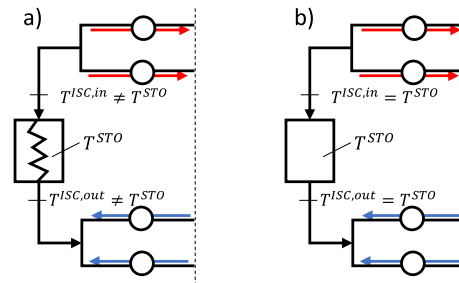 a)
T^{ISC,in} ≠ T^{STO}
T^{STO}
T^{ISC,out} ≠ T^{STO}
b)
T^{ISC,in} = T^{STO}
T^{STO}
T^{ISC,out} = T^{STO}